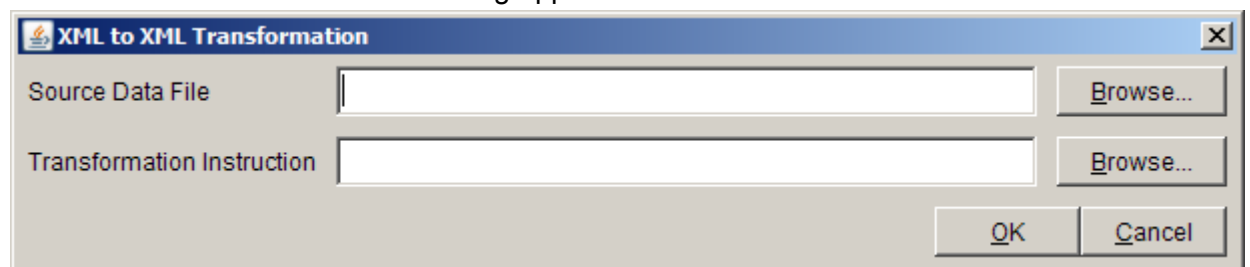 XML to XML Transformation
Source Data File Browse...
Transformation Instruction Browse...
OK Cancel